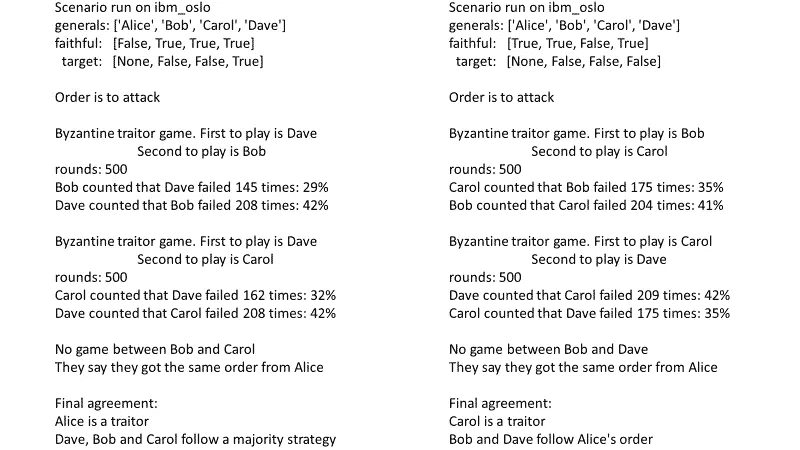 Scenario run on ibm_oslo
generals: ['Alice', 'Bob', 'Carol', 'Dave']
faithful: [False, True, True, True]
target: [None, False, False, True]
Order is to attack
Byzantine traitor game. First to play is Dave
Second to play is Bob
rounds: 500
Bob counted that Dave failed 145 times: 29%
Dave counted that Bob failed 208 times: 42%
Byzantine traitor game. First to play is Dave
Second to play is Carol
rounds: 500
Carol counted that Dave failed 162 times: 32%
Dave counted that Carol failed 208 times: 42%
No game between Bob and Carol
They say they got the same order from Alice
Final agreement:
Alice is a traitor
Dave, Bob and Carol follow a majority strategy
Scenario run on ibm_oslo
generals: ['Alice', 'Bob', 'Carol', 'Dave']
faithful: [True, True, False, True]
target: [None, False, False, False]
Order is to attack
Byzantine traitor game. First to play is Bob
Second to play is Carol
rounds: 500
Carol counted that Bob failed 175 times: 35%
Bob counted that Carol failed 204 times: 41%
Byzantine traitor game. First to play is Carol
Second to play is Dave
rounds: 500
Dave counted that Carol failed 209 times: 42%
Carol counted that Dave failed 175 times: 35%
No game between Bob and Dave
They say they got the same order from Alice
Final agreement:
Carol is a traitor
Bob and Dave follow Alice's order